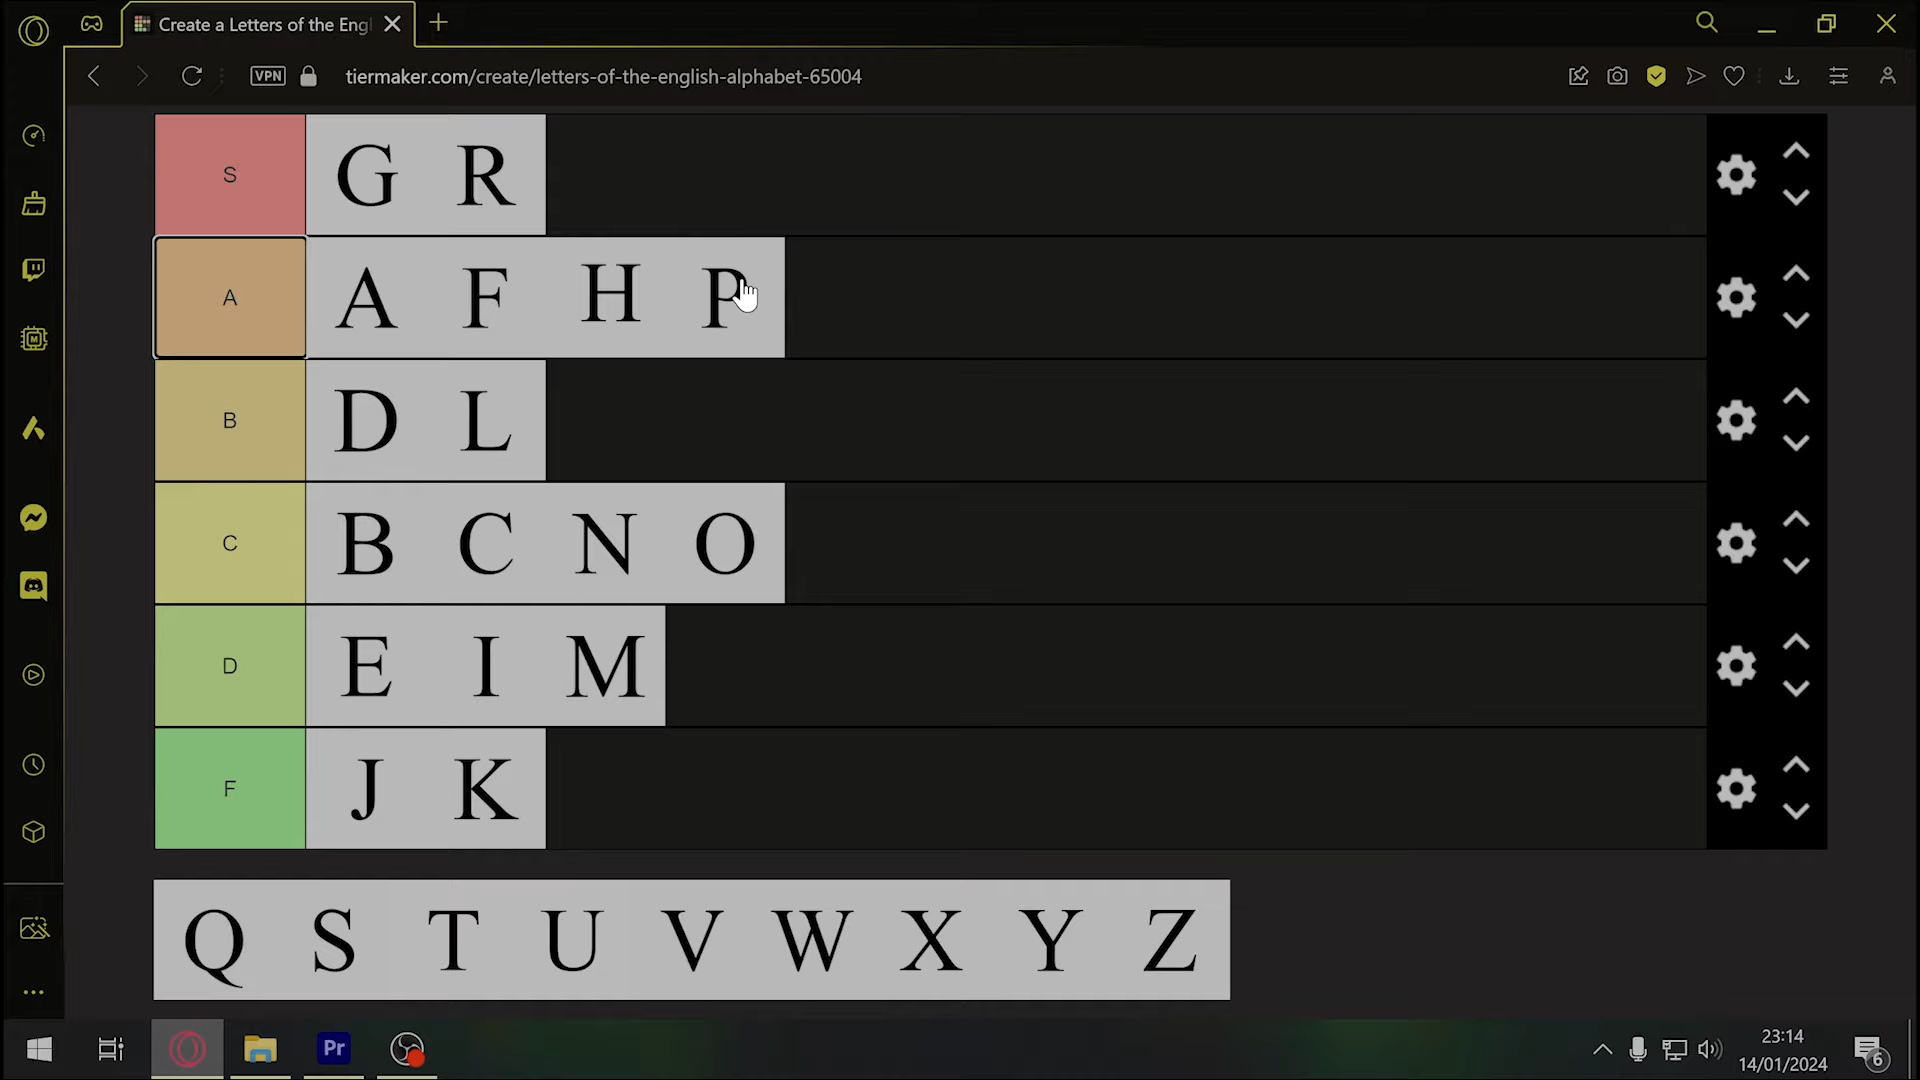 Create a Letters of the Eng
VPN tiermaker.com/create/letters-of-the-english-alphabet-65004
S G R
A A F H P
B D L
C B C N O
D E I M
F J K
Q S T U V W X Y Z
Pr
23:14
14/01/2024
6